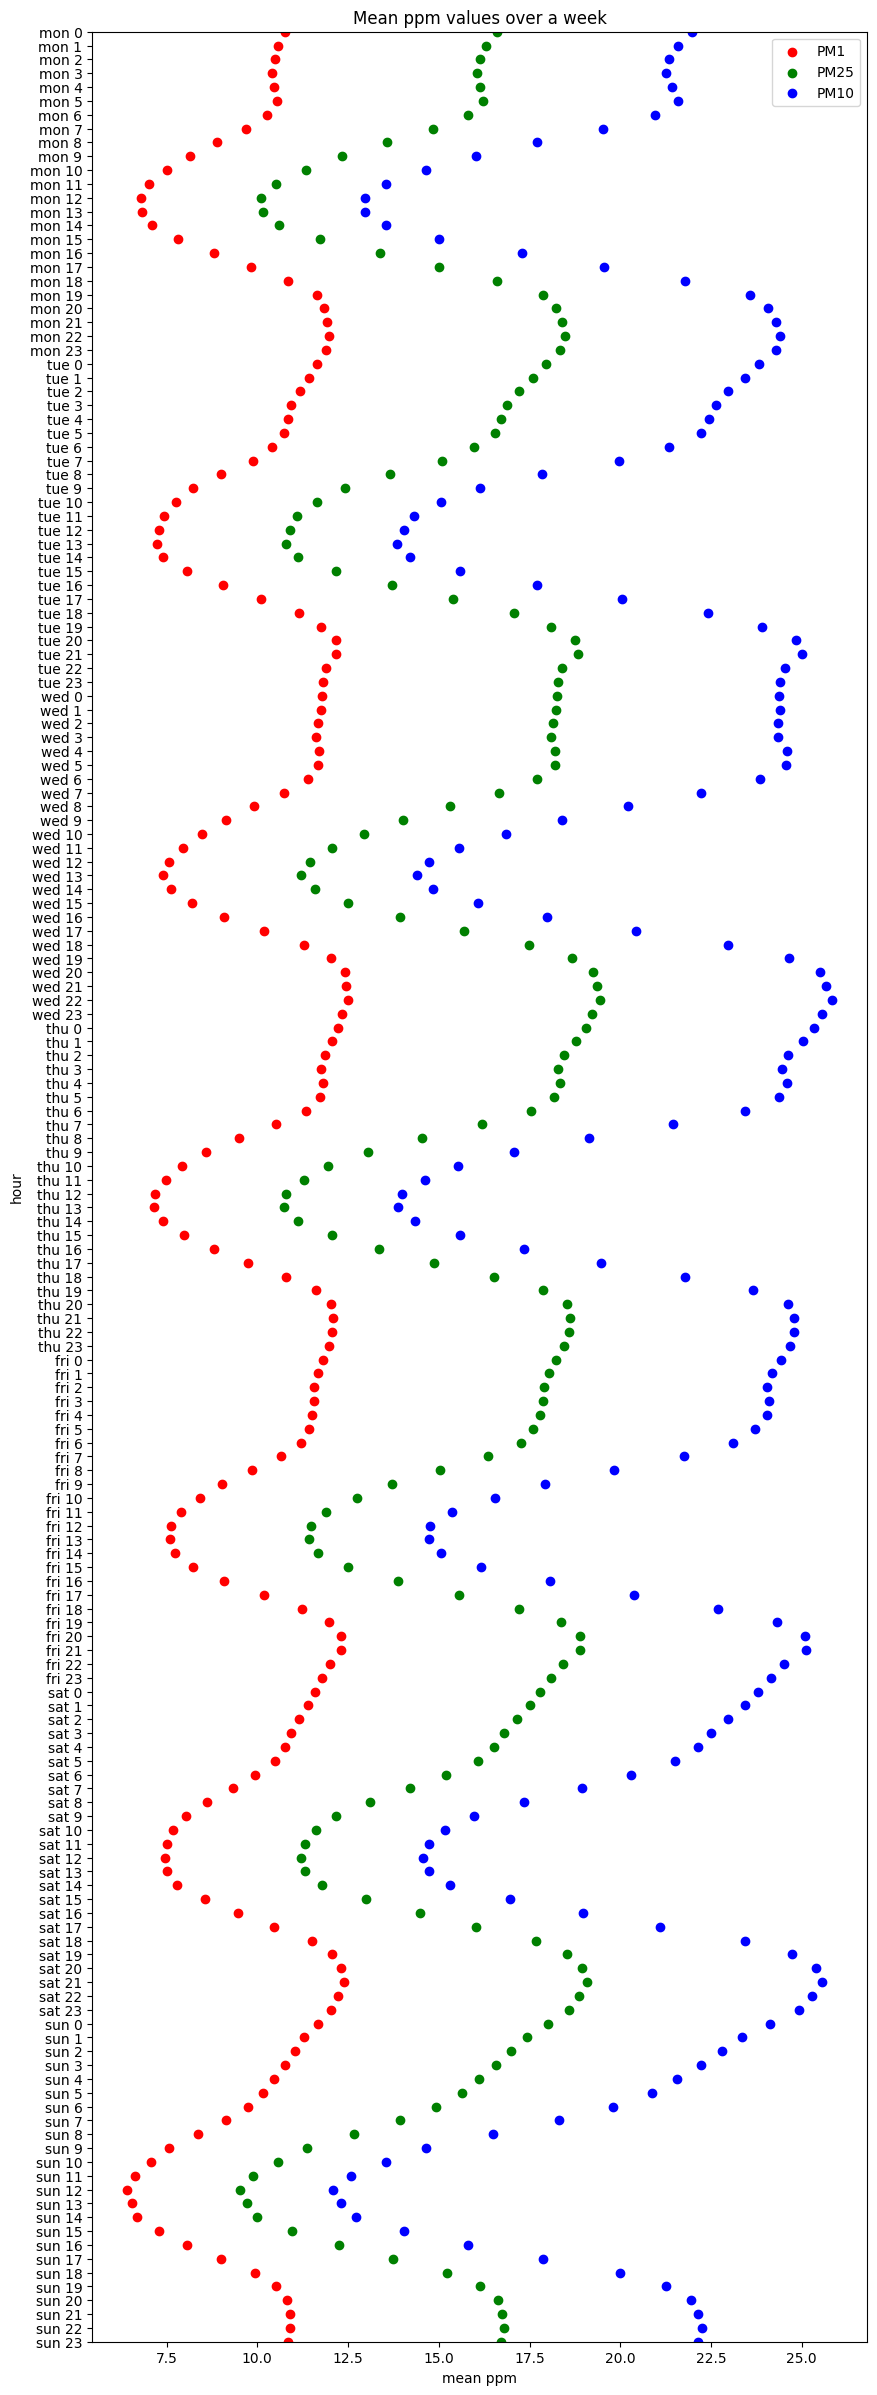 Mean ppm values over a week
PM1
PM25
PM10
mon 0
mon 1
mon 2
mon 3
mon 4
mon 5
mon 6
mon 7
mon 8
mon 9
mon 10
mon 11
mon 12
mon 13
mon 14
mon 15
mon 16
mon 17
mon 18
mon 19
mon 20
mon 21
mon 22
mon 23
tue 0
tue 1
tue 2
tue 3
tue 4
tue 5
tue 6
tue 7
tue 8
tue 9
tue 10
tue 11
tue 12
tue 13
tue 14
tue 15
tue 16
tue 17
tue 18
tue 19
tue 20
tue 21
tue 22
tue 23
wed 0
wed 1
wed 2
wed 3
wed 4
wed 5
wed 6
wed 7
wed 8
wed 9
wed 10
wed 11
wed 12
wed 13
wed 14
wed 15
wed 16
wed 17
wed 18
wed 19
wed 20
wed 21
wed 22
wed 23
thu 0
thu 1
thu 2
thu 3
thu 4
thu 5
thu 6
thu 7
thu 8
thu 9
thu 10
thu 11
thu 12
thu 13
thu 14
thu 15
thu 16
thu 17
thu 18
thu 19
thu 20
thu 21
thu 22
thu 23
fri 0
fri 1
fri 2
fri 3
fri 4
fri 5
fri 6
fri 7
fri 8
fri 9
fri 10
fri 11
fri 12
fri 13
fri 14
fri 15
fri 16
fri 17
fri 18
fri 19
fri 20
fri 21
fri 22
fri 23
sat 0
sat 1
sat 2
sat 3
sat 4
sat 5
sat 6
sat 7
sat 8
sat 9
sat 10
sat 11
sat 12
sat 13
sat 14
sat 15
sat 16
sat 17
sat 18
sat 19
sat 20
sat 21
sat 22
sat 23
sun 0
sun 1
sun 2
sun 3
sun 4
sun 5
sun 6
sun 7
sun 8
sun 9
sun 10
sun 11
sun 12
sun 13
sun 14
sun 15
sun 16
sun 17
sun 18
sun 19
sun 20
sun 21
sun 22
sun 23
hour
7.5 10.0 12.5 15.0 17.5 20.0 22.5 25.0
mean ppm